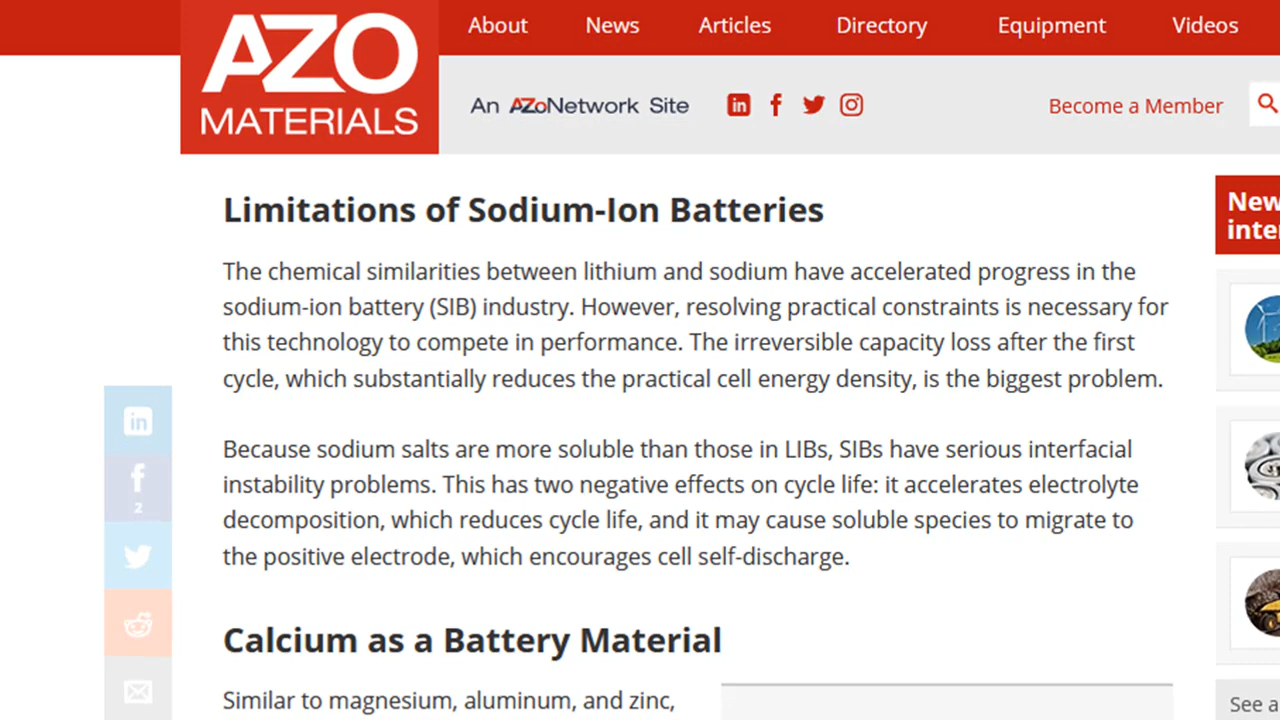 AZO
MATERIALS
About News Articles Directory Equipment Videos
An AZoNetwork Site
Become a Member
Limitations of Sodium-Ion Batteries
The chemical similarities between lithium and sodium have accelerated progress in the
sodium-ion battery (SIB) industry. However, resolving practical constraints is necessary for
this technology to compete in performance. The irreversible capacity loss after the first
cycle, which substantially reduces the practical cell energy density, is the biggest problem.
Because sodium salts are more soluble than those in LIBs, SIBs have serious interfacial
instability problems. This has two negative effects on cycle life: it accelerates electrolyte
decomposition, which reduces cycle life, and it may cause soluble species to migrate to
the positive electrode, which encourages cell self-discharge.
Calcium as a Battery Material
Similar to magnesium, aluminum, and zinc,
in
2
New
inte
See a